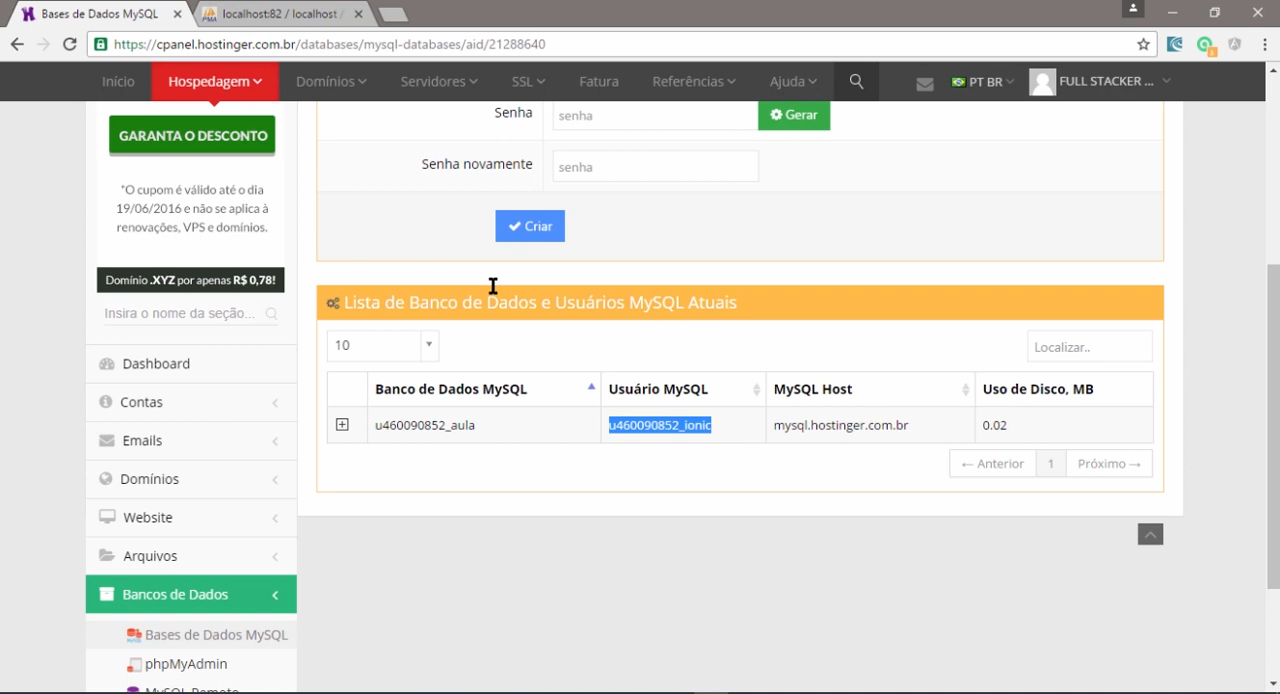 Bases de Dados MySQL
localhost:82 / localhost /
https://cpanel.hostinger.com.br/databases/mysql-databases/aid/21288640
Início Hospedagem Domínios Servidores SSL Fatura Referências Ajuda PT BR FULL STACKER ...
GARANTA O DESCONTO
*O cupom é válido até o dia
19/06/2016 e não se aplica à
renovações, VPS e domínios.
Domínio .XYZ por apenas R$ 0,78!
Insira o nome da seção...
Dashboard
Contas
Emails
Domínios
Website
Arquivos
Bancos de Dados
Bases de Dados MySQL
phpMyAdmin
MySQL Remoto
Senha senha Gerar
Senha novamente senha
Criar
Lista de Banco de Dados e Usuários MySQL Atuais
10 Localizar..
Banco de Dados MySQL Usuário MySQL MySQL Host Uso de Disco, MB
u460090852_aula u460090852_ionic mysql.hostinger.com.br 0.02
← Anterior 1 Próximo →